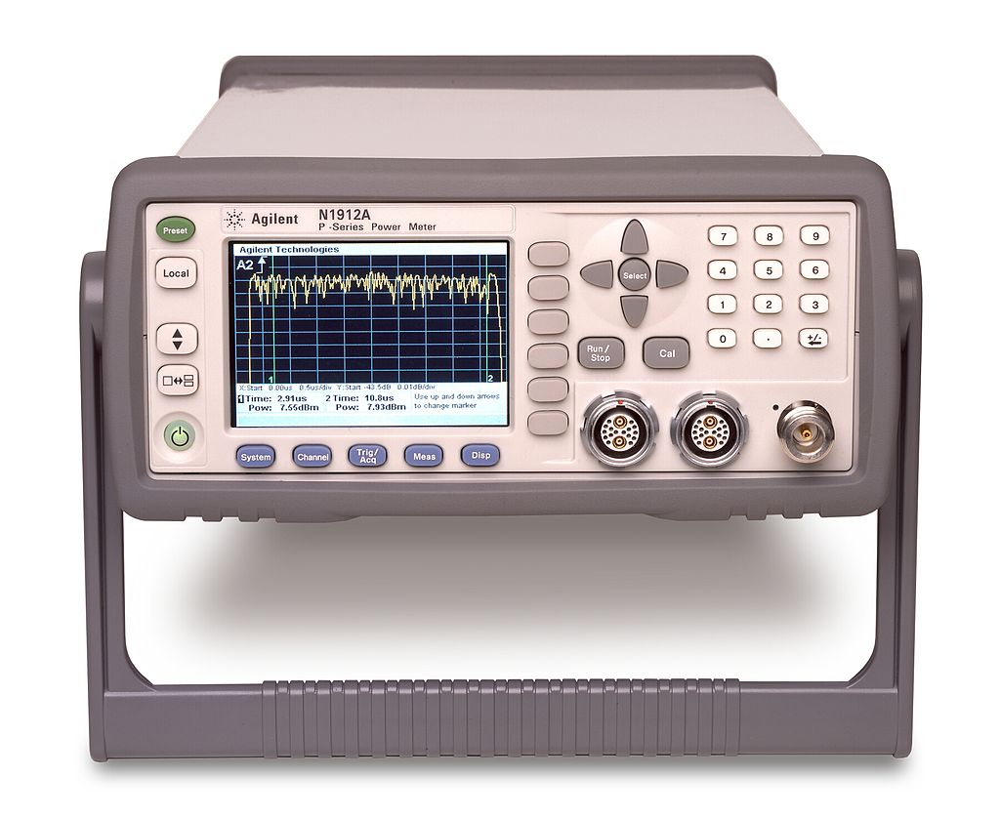 Agilent
N1912A
P-Series Power Meter
Preset
Local
Agilent Technologies
A2
1
2
X:Start 0.00us 0.5us/div Y:Start -43.5dB 0.01dB/div
1 Time: 2.91us 2 Time: 10.8us
Pow: 7.55dBm Pow: 7.93dBm
Use up and down arrows
to change marker
System
Channel
Trig/
Acq
Meas
Disp
Select
Run/
Stop
Cal
7 8 9
4 5 6
1 2 3
0 . +/-